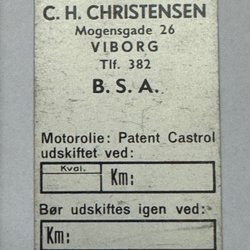 C. H. CHRISTENSEN
Mogensgade 26
VIBORG
Tlf. 382
B. S. A.
Motorolie: Patent Castrol
udskiftet ved:
Kval.
Km:
Bør udskiftes igen ved:
Km: